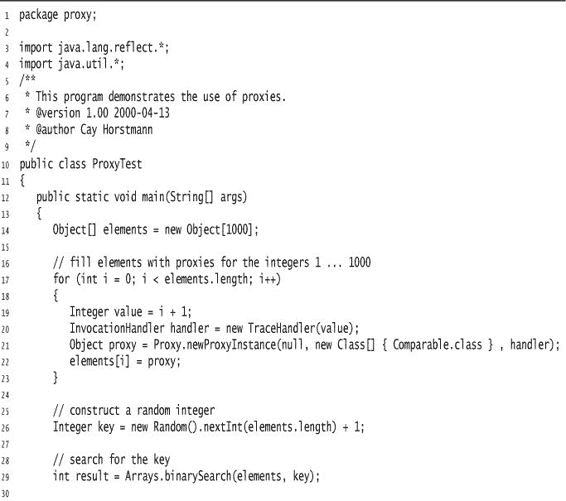 1 package proxy;
2
3 import java.lang.reflect.*;
4 import java.util.*;
5 /**
6  * This program demonstrates the use of proxies.
7  * @version 1.00 2000-04-13
8  * @author Cay Horstmann
9  */
10 public class ProxyTest
11 {
12    public static void main(String[] args)
13    {
14       Object[] elements = new Object[1000];
15
16       // fill elements with proxies for the integers 1 ... 1000
17       for (int i = 0; i < elements.length; i++)
18       {
19          Integer value = i + 1;
20          InvocationHandler handler = new TraceHandler(value);
21          Object proxy = Proxy.newProxyInstance(null, new Class[] { Comparable.class } , handler);
22          elements[i] = proxy;
23       }
24
25       // construct a random integer
26       Integer key = new Random().nextInt(elements.length) + 1;
27
28       // search for the key
29       int result = Arrays.binarySearch(elements, key);
30